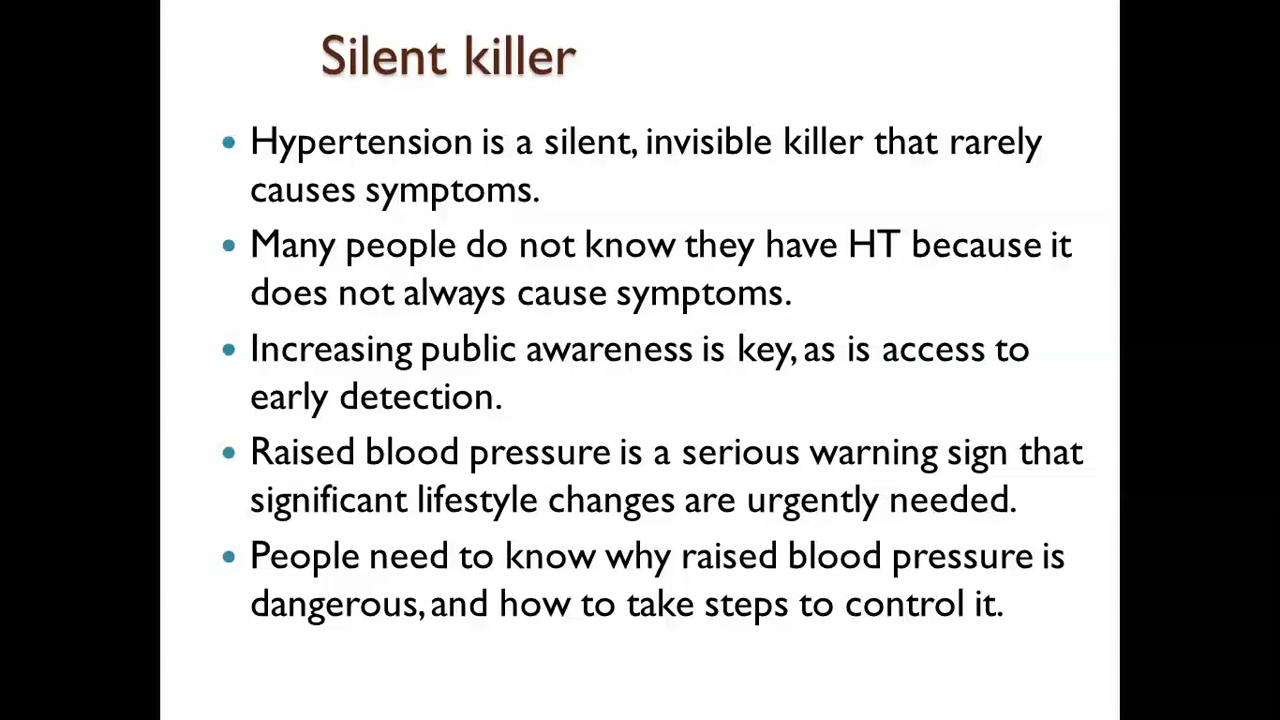 Silent killer
• Hypertension is a silent, invisible killer that rarely
causes symptoms.
• Many people do not know they have HT because it
does not always cause symptoms.
• Increasing public awareness is key, as is access to
early detection.
• Raised blood pressure is a serious warning sign that
significant lifestyle changes are urgently needed.
• People need to know why raised blood pressure is
dangerous, and how to take steps to control it.